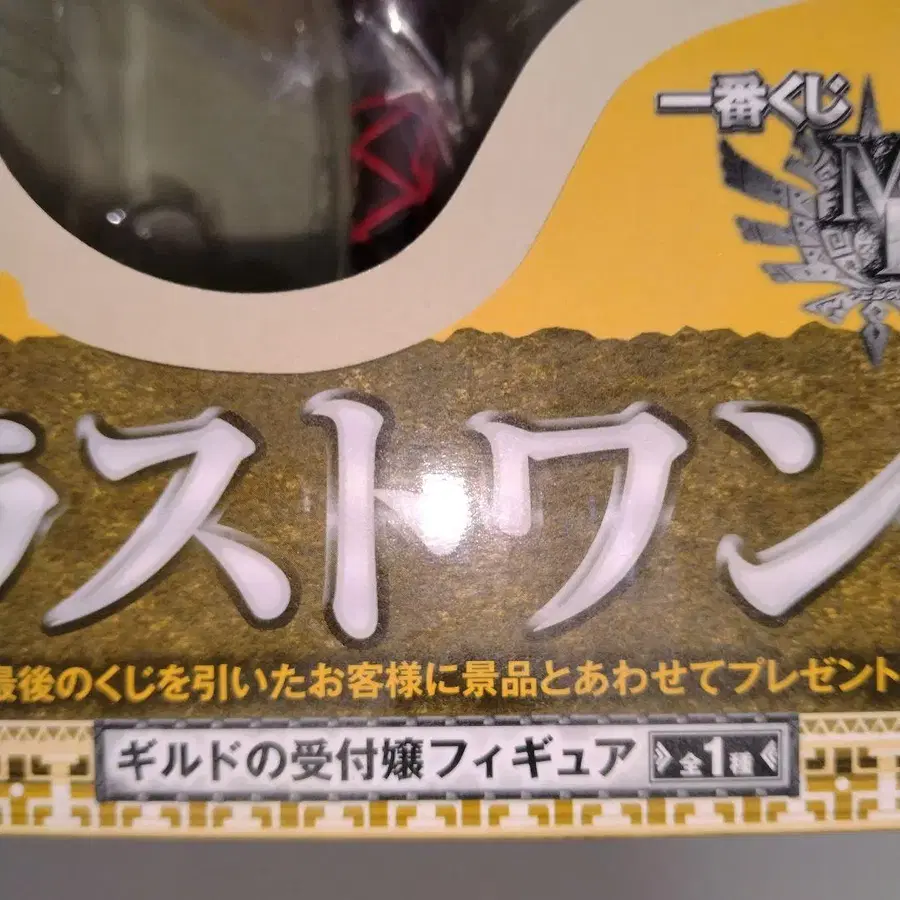 一番くじ
M
ラストワン
最後のくじを引いたお客様に景品とあわせてプレゼント
ギルドの受付嬢フィギュア 全1種